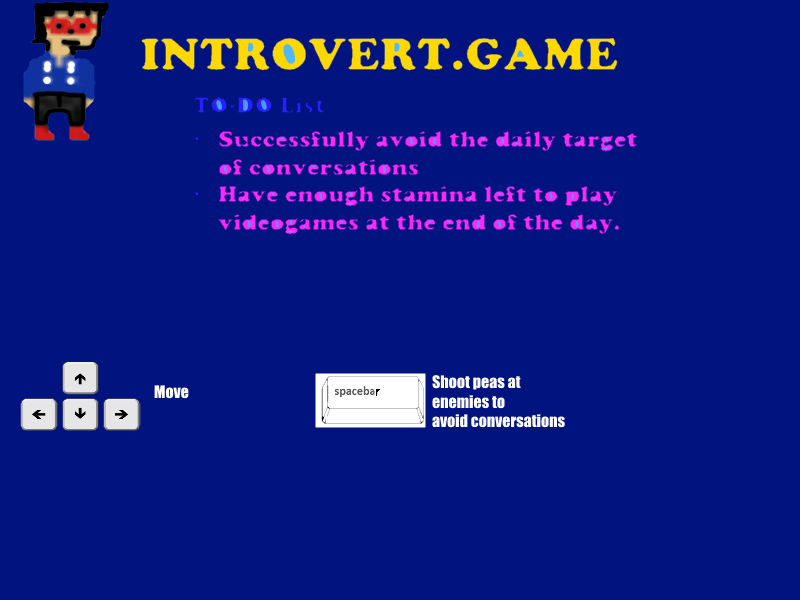 INTROVERT.GAME
TO-DO List
· Successfully avoid the daily target
of conversations
· Have enough stamina left to play
videogames at the end of the day.
Move
spacebar
Shoot peas at
enemies to
avoid conversations